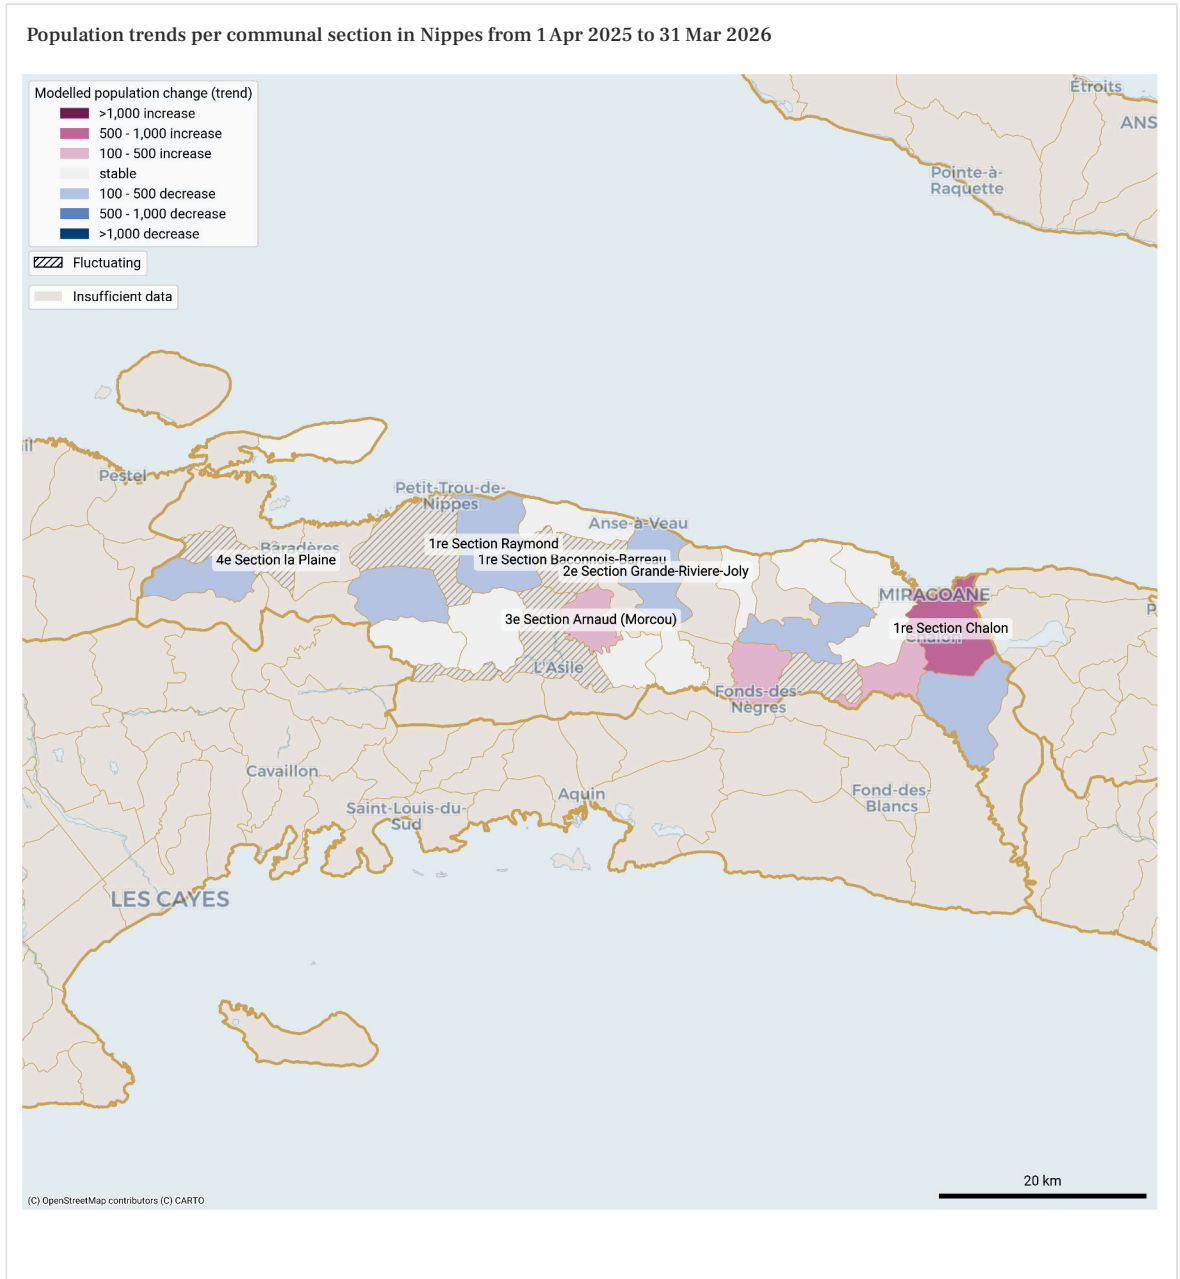 Population trends per communal section in Nippes from 1 Apr 2025 to 31 Mar 2026
Modelled population change (trend)
>1,000 increase
500 - 1,000 increase
100 - 500 increase
stable
100 - 500 decrease
500 - 1,000 decrease
>1,000 decrease
Fluctuating
Insufficient data
Étroits
ANS
Pointe-à-
Raquette
il
Pestel
Petit-Trou-de-
Nippes
Anse-à-Veau
Baradères
1re Section Raymond
4e Section la Plaine
1re Section Baconnois-Barreau
2e Section Grande-Riviere-Joly
MIRAGOANE
P
3e Section Arnaud (Morcou)
1re Section Chalon
Chalon
L'Asile
Fonds-des-
Nègres
Cavaillon
Saint-Louis-du-
Sud
Aquin
Fond-des-
Blancs
LES CAYES
20 km
(C) OpenStreetMap contributors (C) CARTO